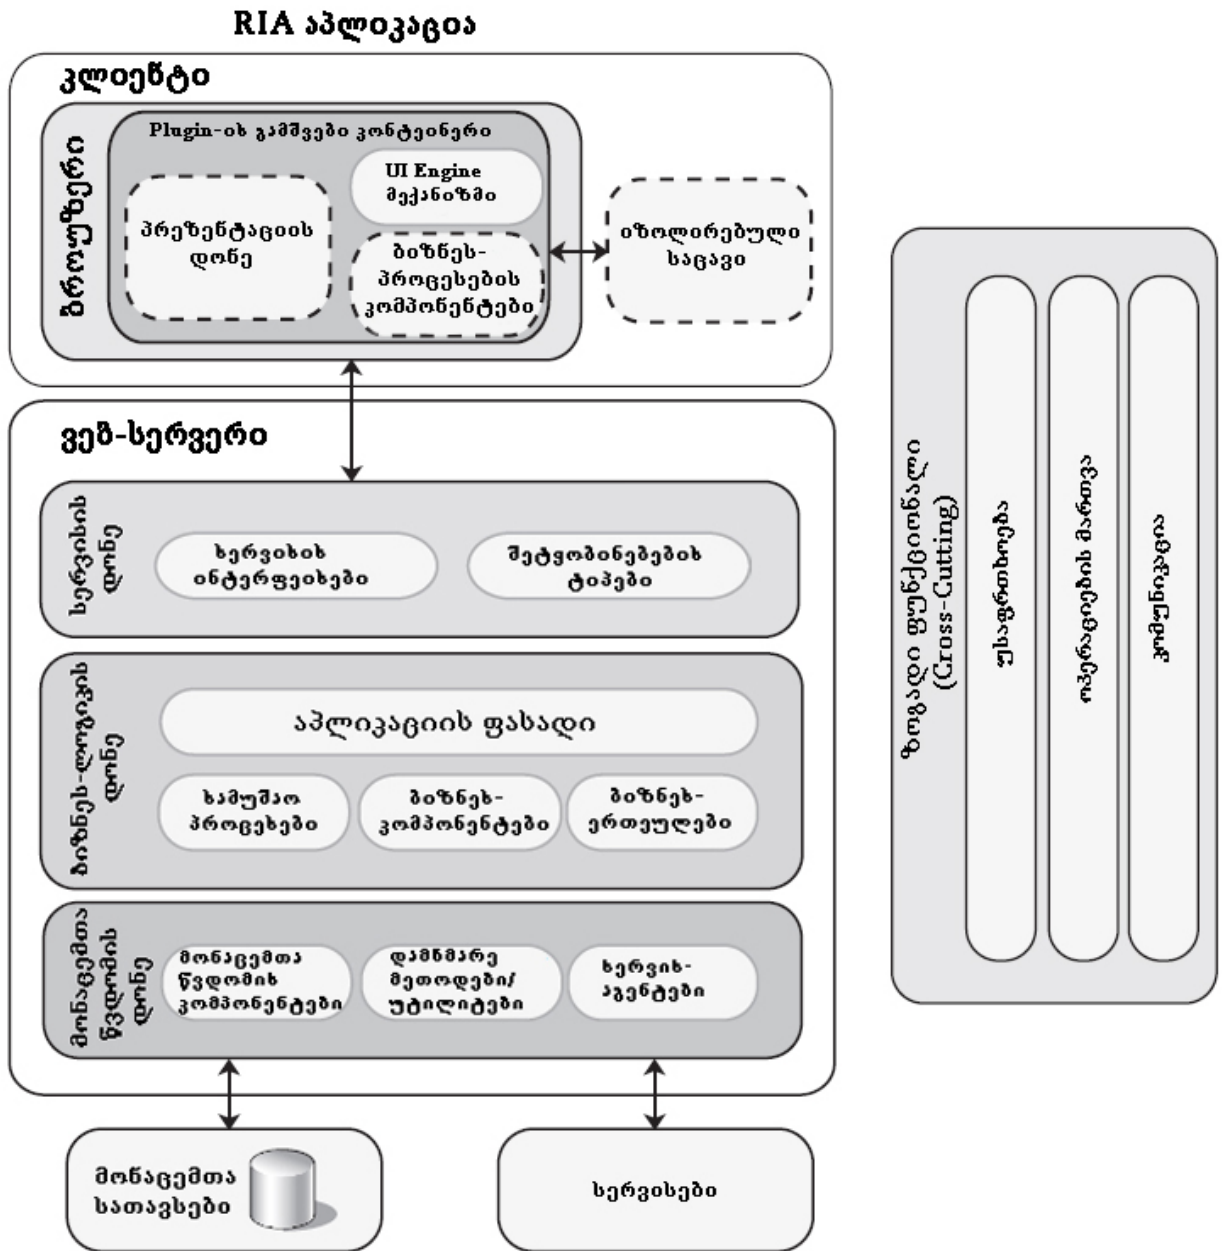 RIA აპლიკაცია
კლიენტი
ბროუზერი
Plugin-ის გამშვები კონტეინერი
პრეზენტაციის
დონე
UI Engine
მექანიზმი
ბიზნეს-
პროცესების
კომპონენტები
იზოლირებული
საცავი
ვებ-სერვერი
სერვისის
დონე
სერვისის
ინტერფეისები
შეტყობინებების
ტიპები
ბიზნეს-ლოგიკის
დონე
აპლიკაციის ფასადი
სამუშაო
პროცესები
ბიზნეს-
კომპონენტები
ბიზნეს-
ერთეულები
მონაცემთა
წვდომის
დონე
მონაცემთა
წვდომის
კომპონენტები
დამხმარე
მეთოდები/
უტილიტები
სერვის-
აგენტები
მონაცემთა
სათავსები
სერვისები
ზოგადი ფუნქციონალი
(Cross-Cutting)
უსაფრთხოება
ოპერაციების მართვა
კომუნიკაცია